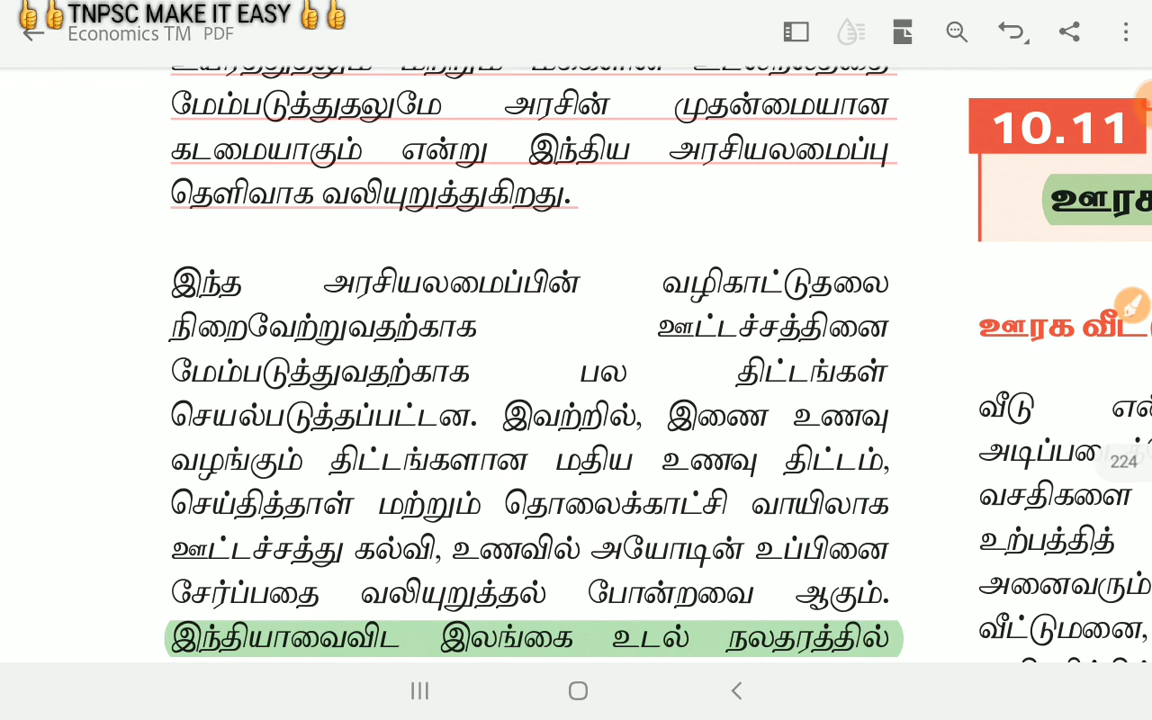 👍👍TNPSC MAKE IT EASY 👍👍
Economics TM PDF
மேம்படுத்துதலுமே அரசின் முதன்மையான
கடமையாகும் என்று இந்திய அரசியலமைப்பு
தெளிவாக வலியுறுத்துகிறது.
இந்த அரசியலமைப்பின் வழிகாட்டுதலை
நிறைவேற்றுவதற்காக ஊட்டச்சத்தினை
மேம்படுத்துவதற்காக பல திட்டங்கள்
செயல்படுத்தப்பட்டன. இவற்றில், இணை உணவு
வழங்கும் திட்டங்களான மதிய உணவு திட்டம்,
செய்தித்தாள் மற்றும் தொலைக்காட்சி வாயிலாக
ஊட்டச்சத்து கல்வி, உணவில் அயோடின் உப்பினை
சேர்ப்பதை வலியுறுத்தல் போன்றவை ஆகும்.
இந்தியாவைவிட இலங்கை உடல் நலதரத்தில்
10.11
ஊரக
ஊரக
வீடு
வசதிகளை
உற்பத்தித்
அனைவரும்
வீட்டுமனை,
224